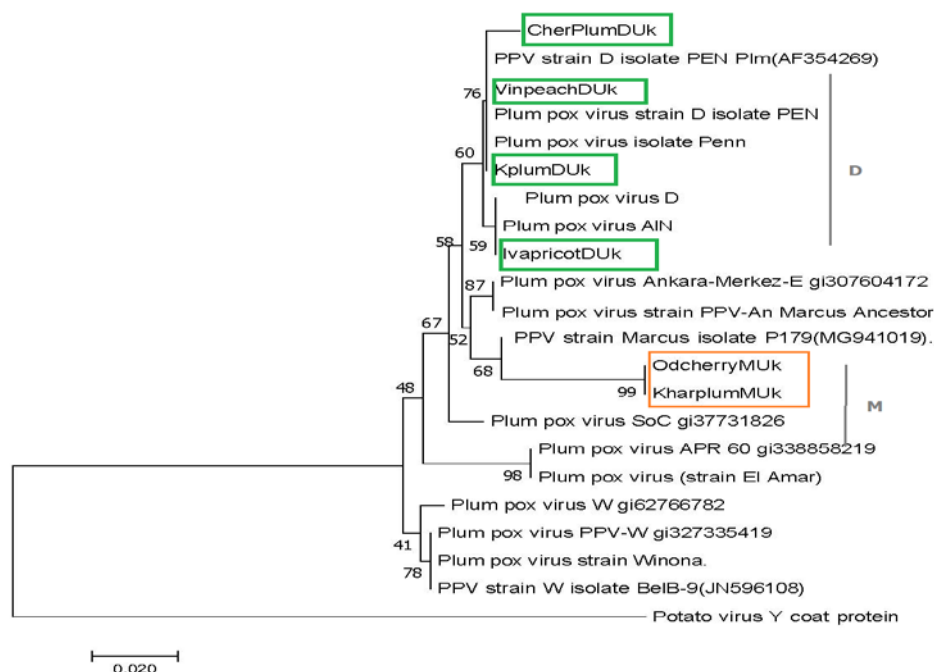 CherPlumDUk
PPV strain D isolate PEN Plm(AF354269)
76
VinpeachDUk
Plum pox virus strain D isolate PEN
Plum pox virus isolate Penn
60
KplumDUk
D
Plum pox virus D
Plum pox virus AIN
58
59
IvapricotDUk
87
Plum pox virus Ankara-Merkez-E gi307604172
Plum pox virus strain PPV-An Marcus Ancestor
67
52
PPV strain Marcus isolate P179(MG941019).
68
OdcherryMUk
48
99
KharplumMUk
M
Plum pox virus SoC gi37731826
Plum pox virus APR 60 gi338858219
98
Plum pox virus (strain El Amar)
Plum pox virus W gi62766782
41
Plum pox virus PPV-W gi327335419
Plum pox virus strain Winona.
78
PPV strain W isolate BelB-9(JN596108)
Potato virus Y coat protein
0.020